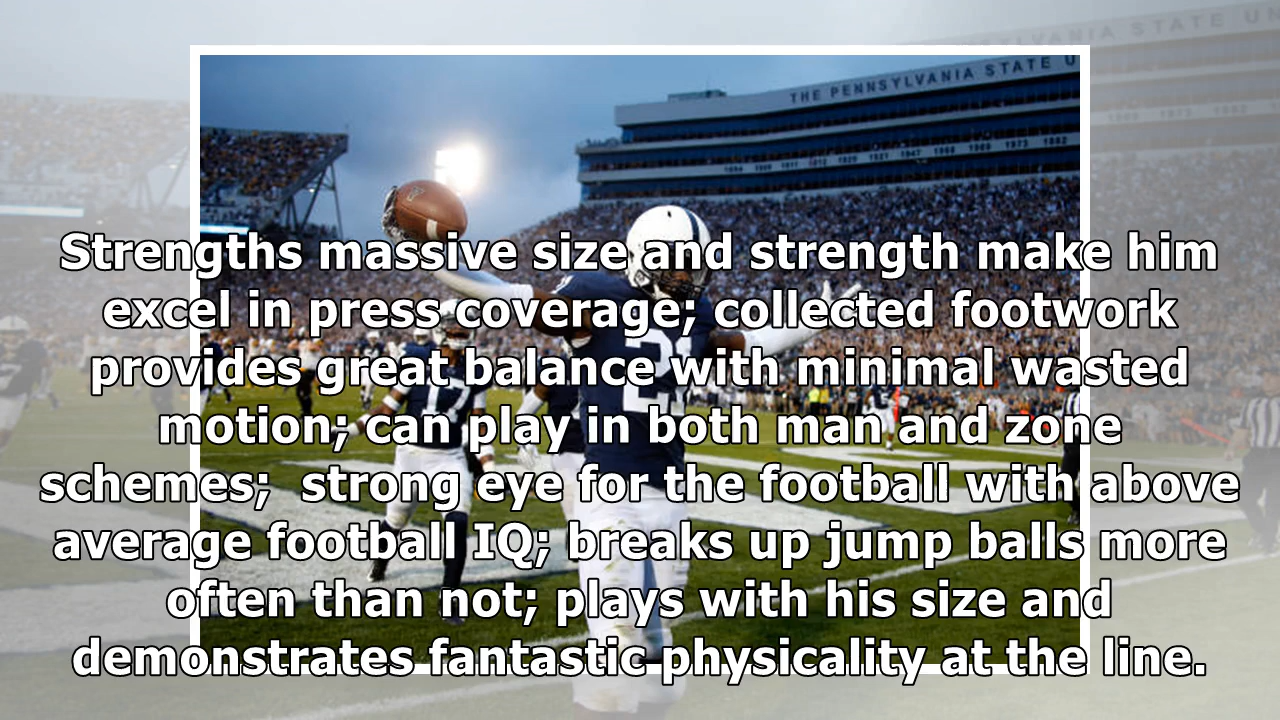 THE PENNSYLVANIA STATE U
Strengths massive size and strength make him
excel in press coverage; collected footwork
provides great balance with minimal wasted
motion; can play in both man and zone
schemes;  strong eye for the football with above
average football IQ; breaks up jump balls more
often than not; plays with his size and
demonstrates fantastic physicality at the line.
21
17